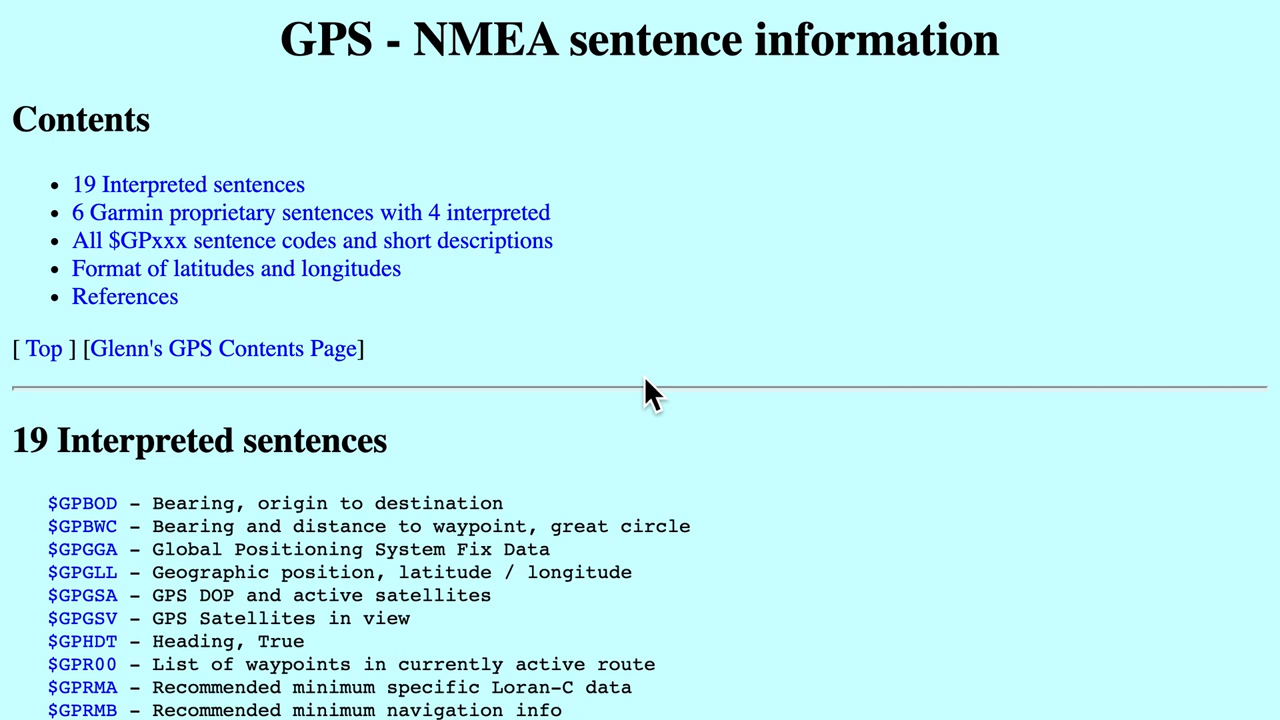 GPS - NMEA sentence information
Contents
19 Interpreted sentences
6 Garmin proprietary sentences with 4 interpreted
All $GPxxx sentence codes and short descriptions
Format of latitudes and longitudes
References
[ Top ] [Glenn's GPS Contents Page]
19 Interpreted sentences
$GPBOD - Bearing, origin to destination
$GPBWC - Bearing and distance to waypoint, great circle
$GPGGA - Global Positioning System Fix Data
$GPGLL - Geographic position, latitude / longitude
$GPGSA - GPS DOP and active satellites
$GPGSV - GPS Satellites in view
$GPHDT - Heading, True
$GPR00 - List of waypoints in currently active route
$GPRMA - Recommended minimum specific Loran-C data
$GPRMB - Recommended minimum navigation info